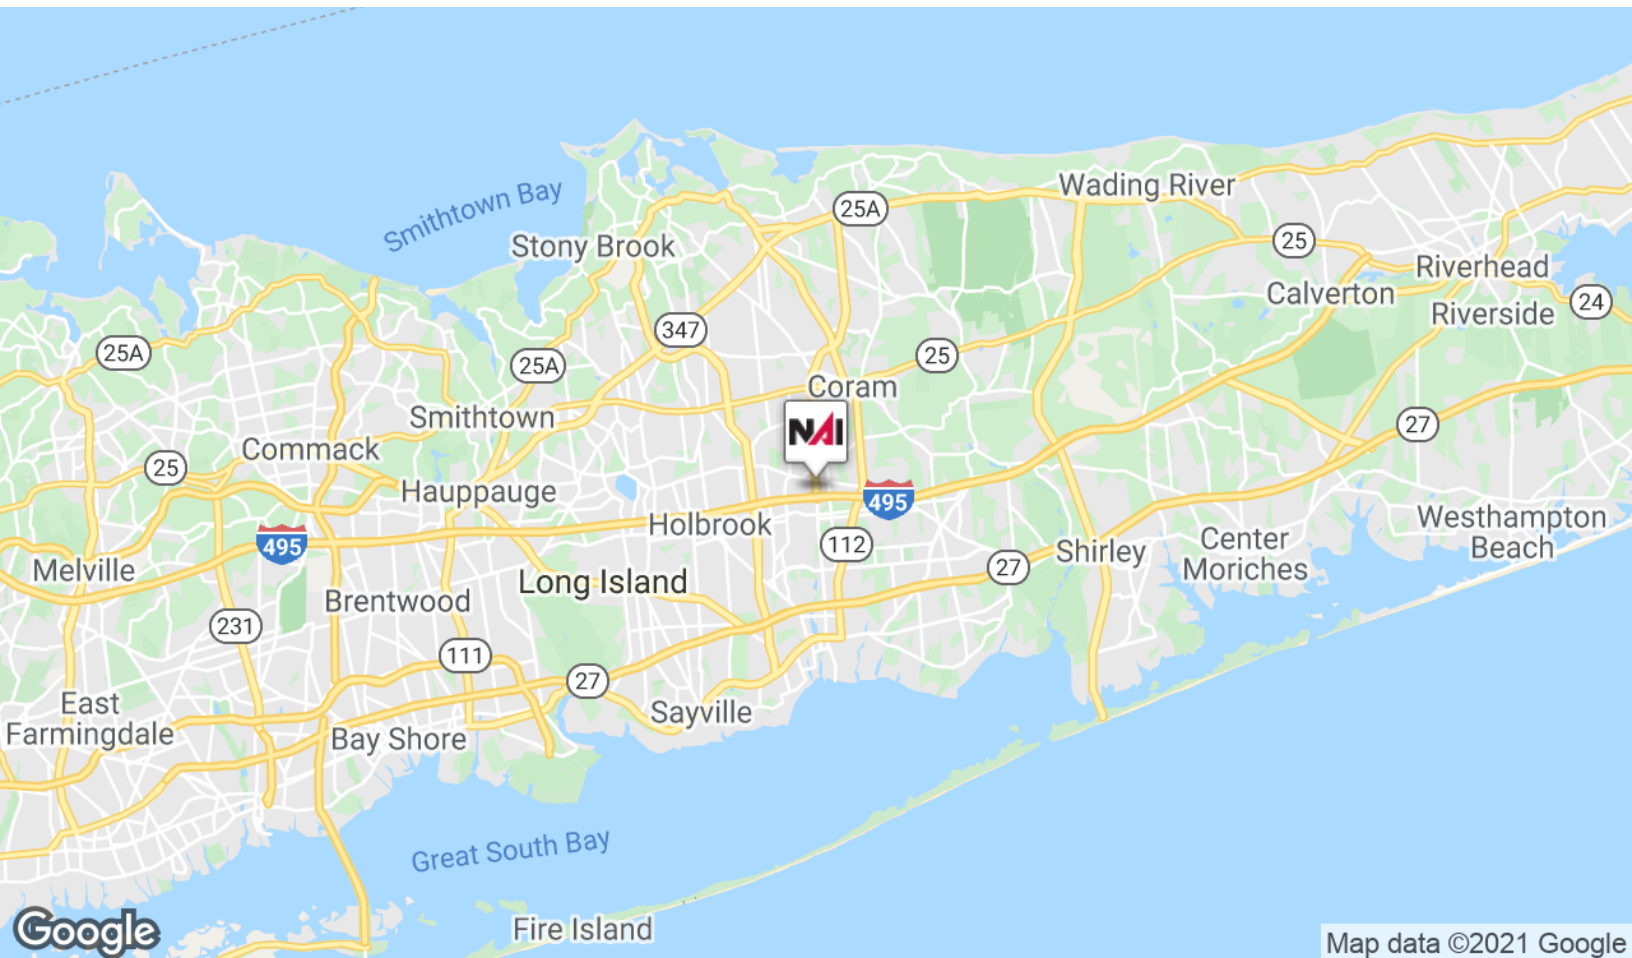 Smithtown Bay
Wading River
25A
25
Stony Brook
Riverhead
Calverton
24
Riverside
347
25A
25A
25
Coram
Smithtown
NAI
27
Commack
25
Hauppauge
495
Holbrook
Westhampton
Beach
495
112
Center
Moriches
Shirley
27
Melville
Long Island
Brentwood
231
111
27
East
Farmingdale
Sayville
Bay Shore
Great South Bay
Fire Island
Google
Map data ©2021 Google